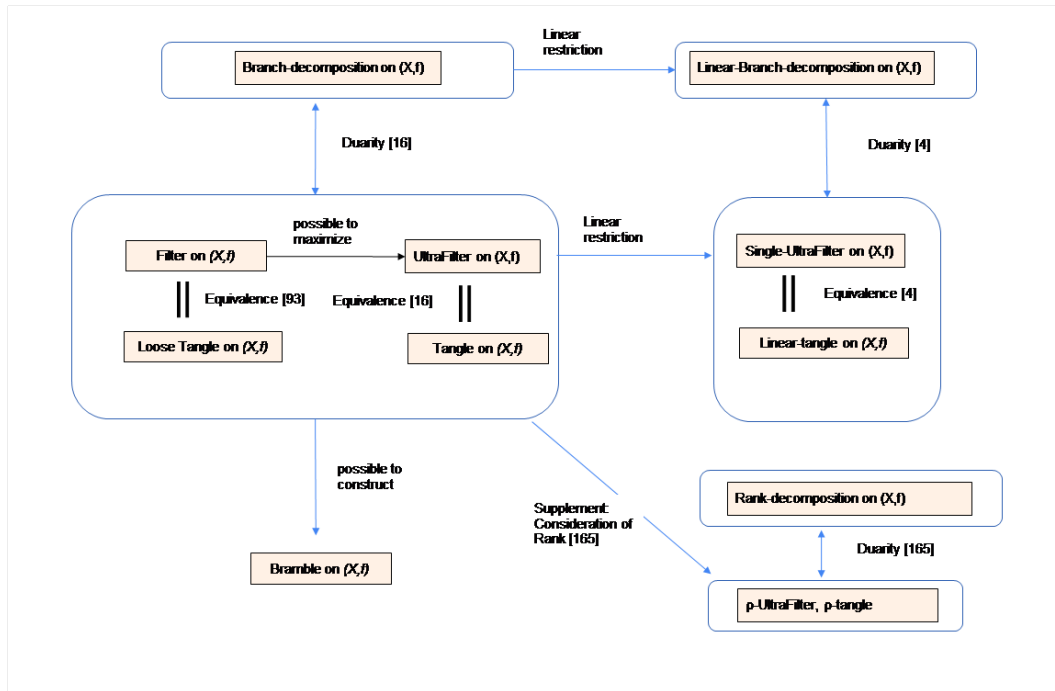 Linear
restriction
Branch-decomposition on (X,f)
Linear-Branch-decomposition on (X,f)
Duarity [16]
Duarity [4]
possible to
maximize
Linear
restriction
Filter on (X,f)
UltraFilter on (X,f)
Single-UltraFilter on (X,f)
Equivalence [93]
Equivalence [16]
Equivalence [4]
Loose Tangle on (X,f)
Tangle on (X,f)
Linear-tangle on (X,f)
possible to
construct
Supplement:
Consideration of
Rank [165]
Rank-decomposition on (X,f)
Duarity [165]
Bramble on (X,f)
ρ-UltraFilter, ρ-tangle